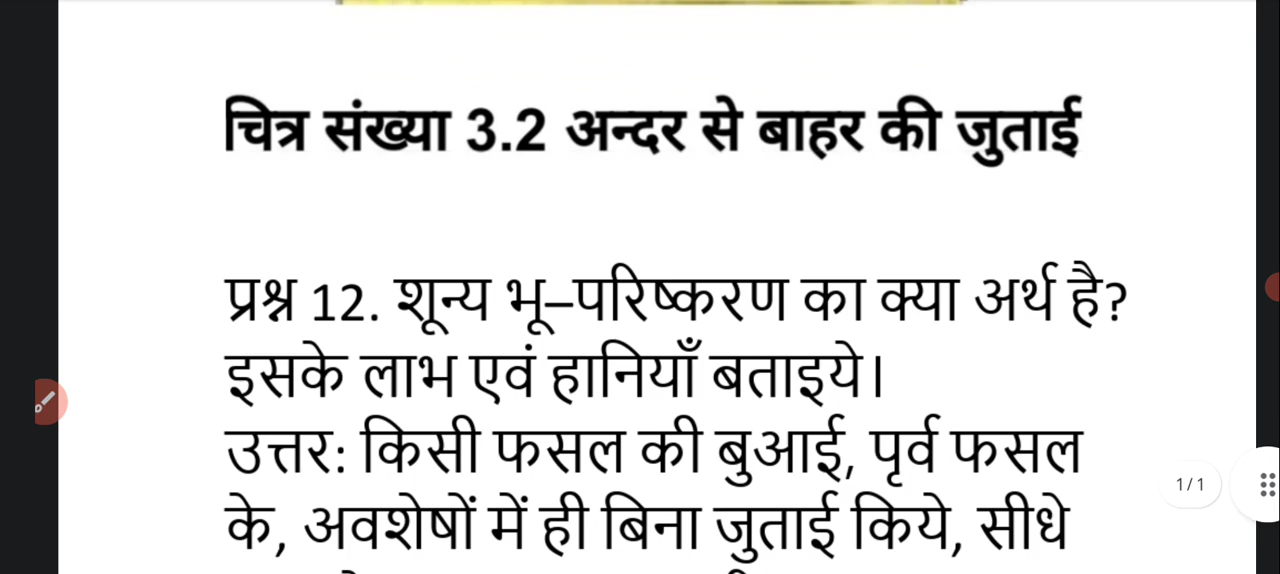 चित्र संख्या 3.2 अन्दर से बाहर की जुताई
प्रश्न 12. शून्य भू–परिष्करण का क्या अर्थ है?
इसके लाभ एवं हानियाँ बताइये।
उत्तर: किसी फसल की बुआई, पृर्व फसल
के, अवशेषों में ही बिना जुताई किये, सीधे
1/1